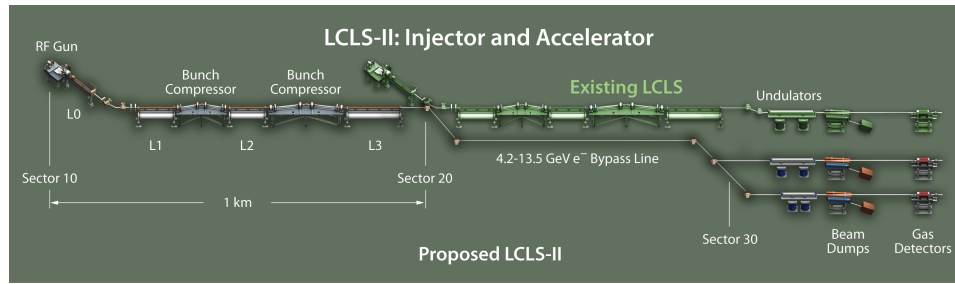 LCLS-II: Injector and Accelerator
RF Gun
Bunch
Compressor
Bunch
Compressor
Existing LCLS
Undulators
L0
L1
L2
L3
4.2-13.5 GeV e⁻ Bypass Line
Sector 10
Sector 20
1 km
Sector 30
Proposed LCLS-II
Beam
Dumps
Gas
Detectors